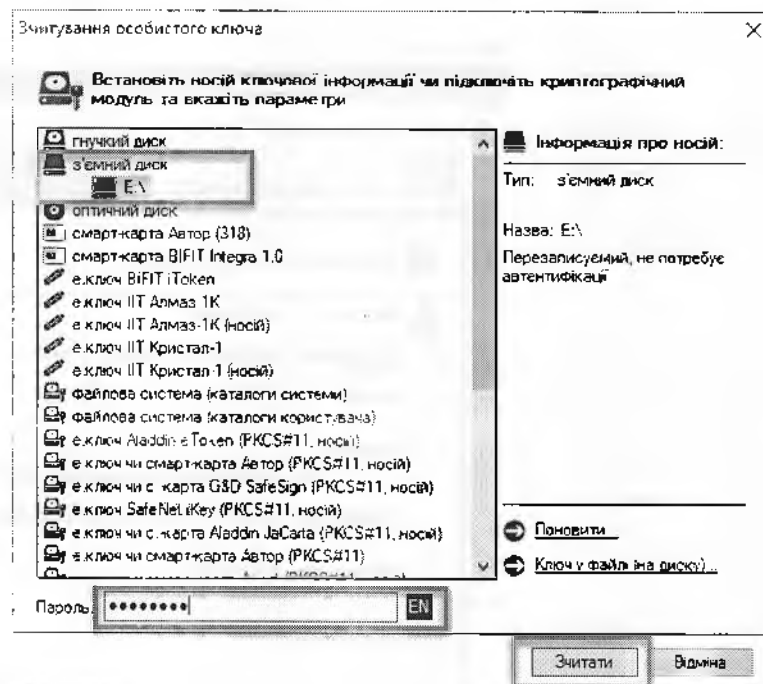 Зчитування особистого ключа
Встановіть носій ключової інформації чи підключіть криптографічний
модуль та вкажіть параметри
гнучкий диск
з'ємний диск
E:\
оптичний диск
смарт-карта Автор (318)
смарт-карта BIFIT Integra 1.0
е.ключ BIFIT iToken
е.ключ ІІТ Алмаз 1К
е.ключ ІІТ Алмаз-1К (носій)
е.ключ ІІТ Кристал-1
е.ключ ІІТ Кристал-1 (носій)
файлова система (каталоги системи)
файлова система (каталоги користувача)
е.ключ Aladdin eToken (PKCS#11, носій)
е.ключ чи смарт-карта Автор (PKCS#11, носій)
е.ключ чи с.-карта G&D SafeSign (PKCS#11, носій)
е.ключ SafeNet iKey (PKCS#11, носій)
е.ключ чи с.-карта Aladdin JaCarta (PKCS#11, носій)
е.ключ чи смарт-карта Автор (PKCS#11)
Інформація про носій:
Тип: з'ємний диск
Назва: E:\
Перезаписуємий, не потребує
автентифікації
Поновити...
Ключ у файлі (на диску)...
Пароль:
EN
Зчитати
Відміна